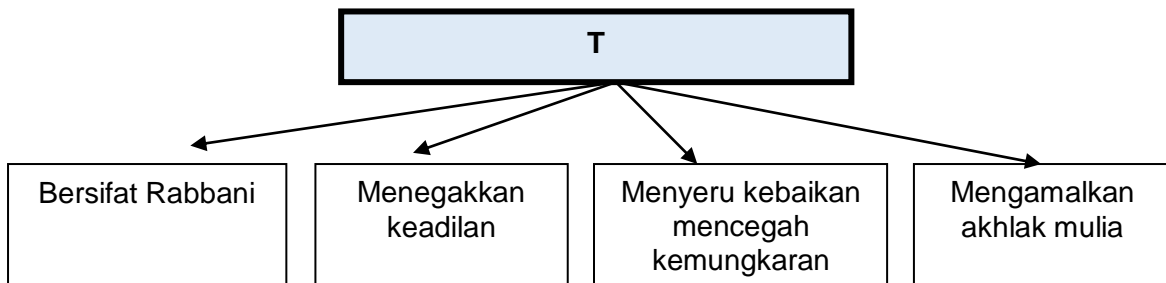 T
Bersifat Rabbani
Menegakkan
keadilan
Menyeru kebaikan
mencegah
kemungkaran
Mengamalkan
akhlak mulia